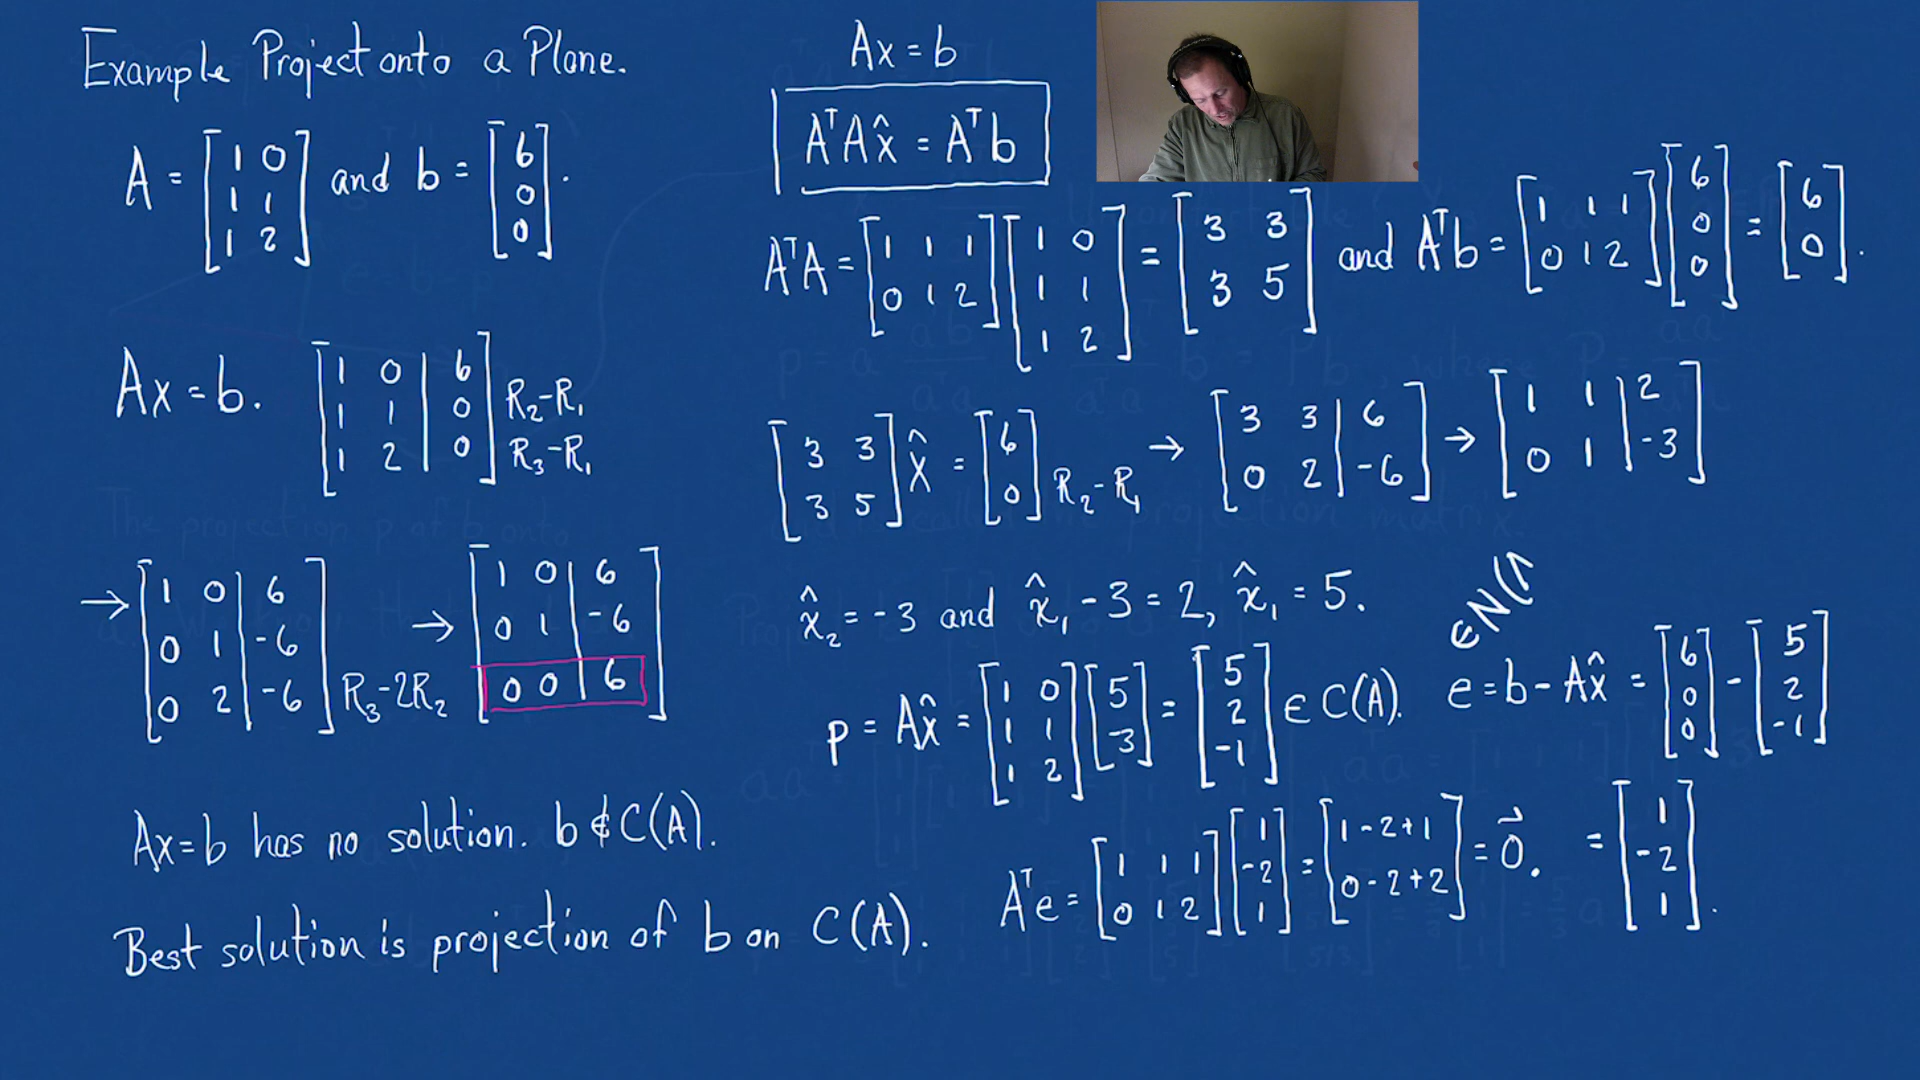 Example Project onto a Plane.
A = [1 0; 1 1; 1 2] and b = [6; 0; 0].
Ax = b. [1 0 | 6; 1 1 | 0; 1 2 | 0] R₂-R₁ R₃-R₁
→ [1 0 | 6; 0 1 | -6; 0 2 | -6] R₃-2R₂ → [1 0 | 6; 0 1 | -6; 0 0 | 6]
Ax=b has no solution. b ∉ C(A).
Best solution is projection of b on C(A).
Ax = b
AᵀAx̂ = Aᵀb
AᵀA = [1 1 1; 0 1 2] [1 0; 1 1; 1 2] = [3 3; 3 5] and Aᵀb = [1 1 1; 0 1 2] [6; 0; 0] = [6; 0].
[3 3; 3 5] x̂ = [6; 0] R₂-R₁ → [3 3 | 6; 0 2 | -6] → [1 1 | 2; 0 1 | -3]
x̂₂ = -3 and x̂₁ - 3 = 2, x̂₁ = 5.
p = Ax̂ = [1 0; 1 1; 1 2] [5; -3] = [5; 2; -1] ∈ C(A).
∈N(
e = b - Ax̂ = [6; 0; 0] - [5; 2; -1]
= [1; -2; 1].
Aᵀe = [1 1 1; 0 1 2] [1; -2; 1] = [1-2+1; 0-2+2] = 0⃗.